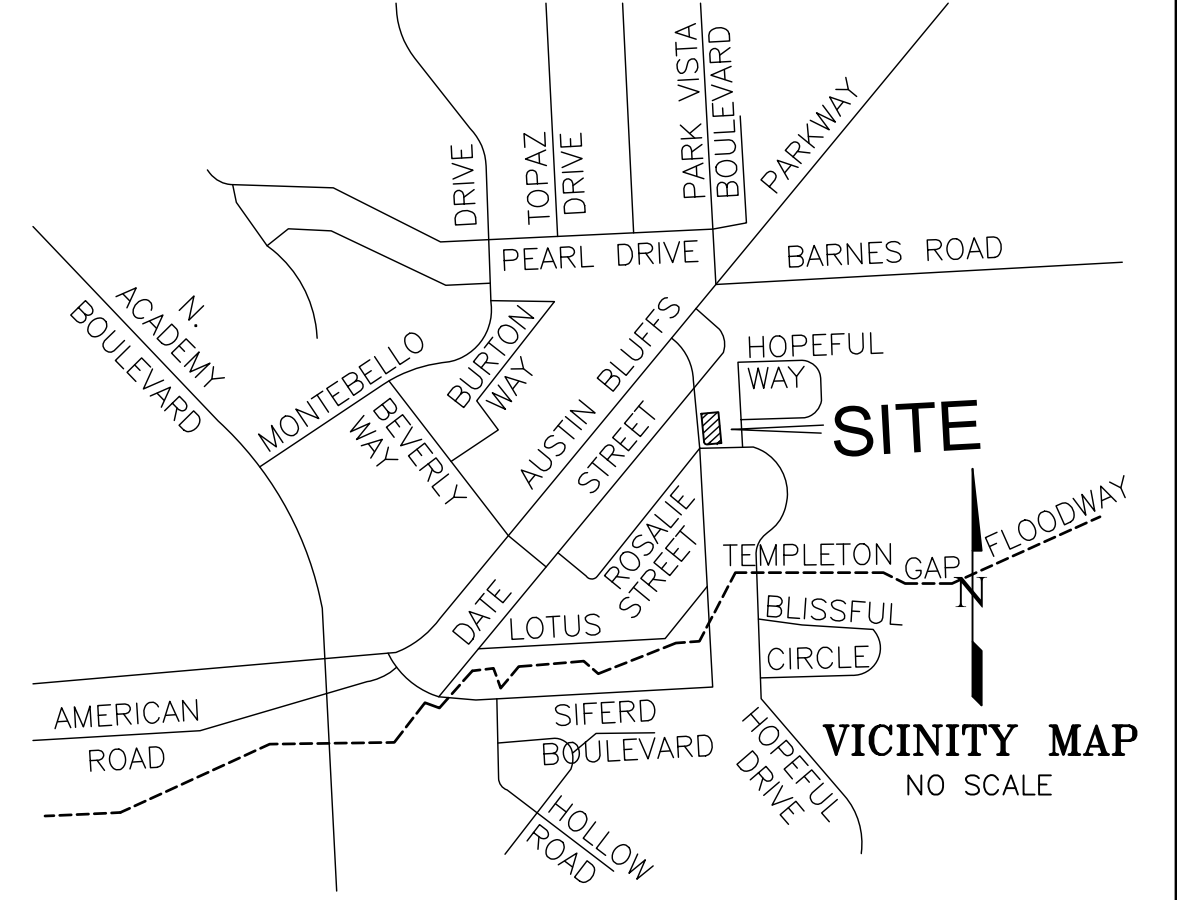 PARK VISTA
BOULEVARD
PARKWAY
DRIVE
TOPAZ
DRIVE
PEARL DRIVE
BARNES ROAD
N.
ACADEMY
BOULEVARD
MONTEBELLO
BURTON
WAY
BEVERLY
WAY
AUSTIN BLUFFS
HOPEFUL
WAY
SITE
STREET
DATE
ROSALIE
STREET
LOTUS
TEMPLETON GAP FLOODWAY
N
BLISSFUL
CIRCLE
AMERICAN
ROAD
SIFERD
BOULEVARD
HOPEFUL
DRIVE
HOLLOW
ROAD
VICINITY MAP
NO SCALE